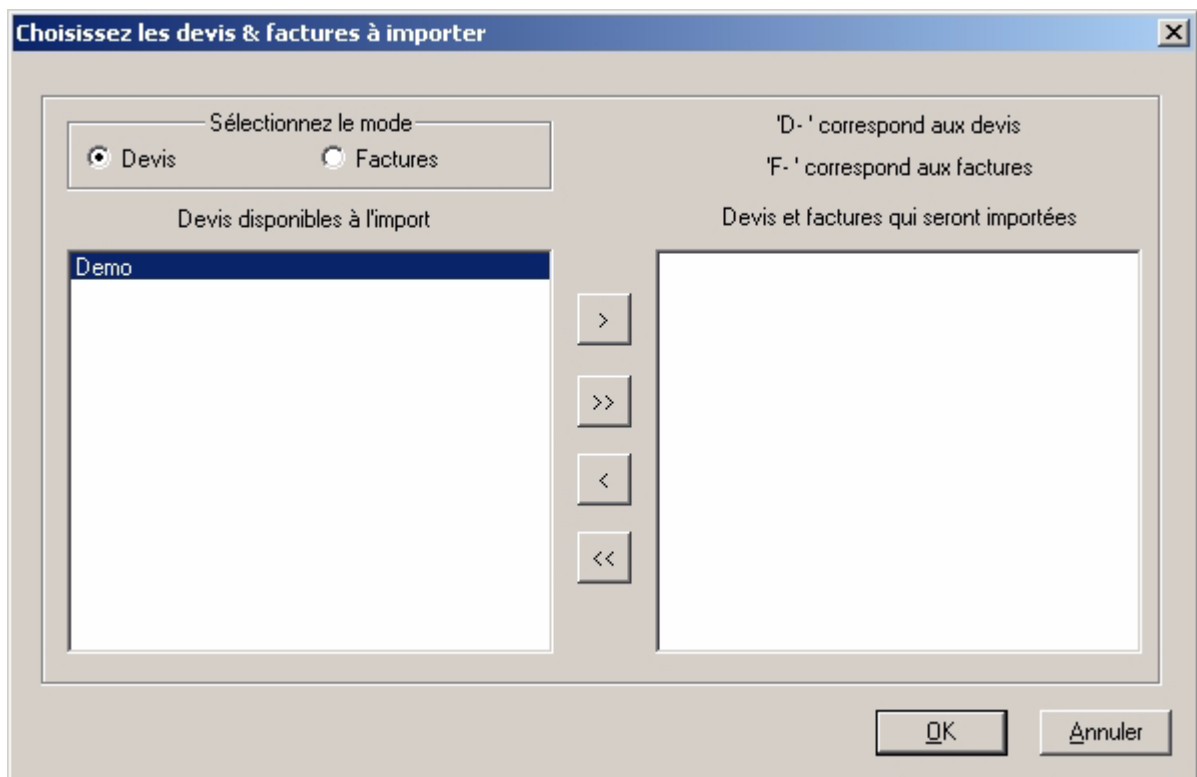 Choisissez les devis & factures à importer
Sélectionnez le mode
Devis
Factures
'D- ' correspond aux devis
'F- ' correspond aux factures
Devis disponibles à l'import
Devis et factures qui seront importées
Demo
>
>>
<
<<
OK
Annuler